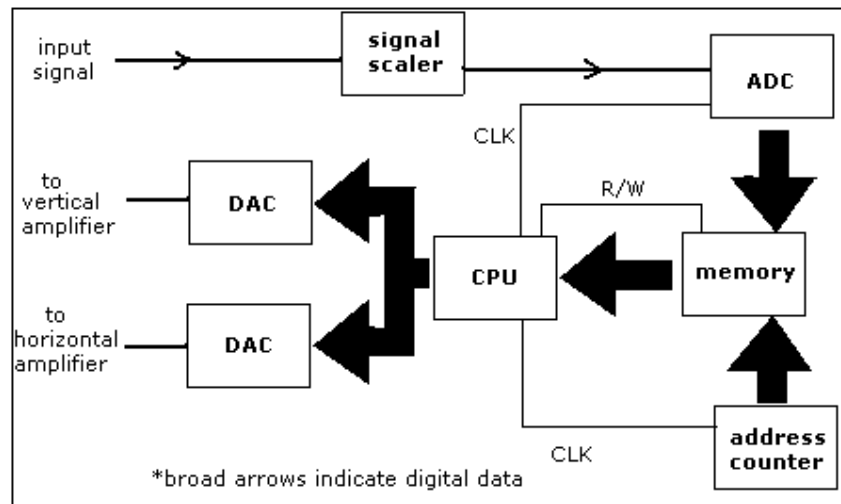 input
signal
signal
scaler
ADC
CLK
R/W
to
vertical
amplifier
DAC
CPU
memory
to
horizontal
amplifier
DAC
CLK
address
counter
*broad arrows indicate digital data